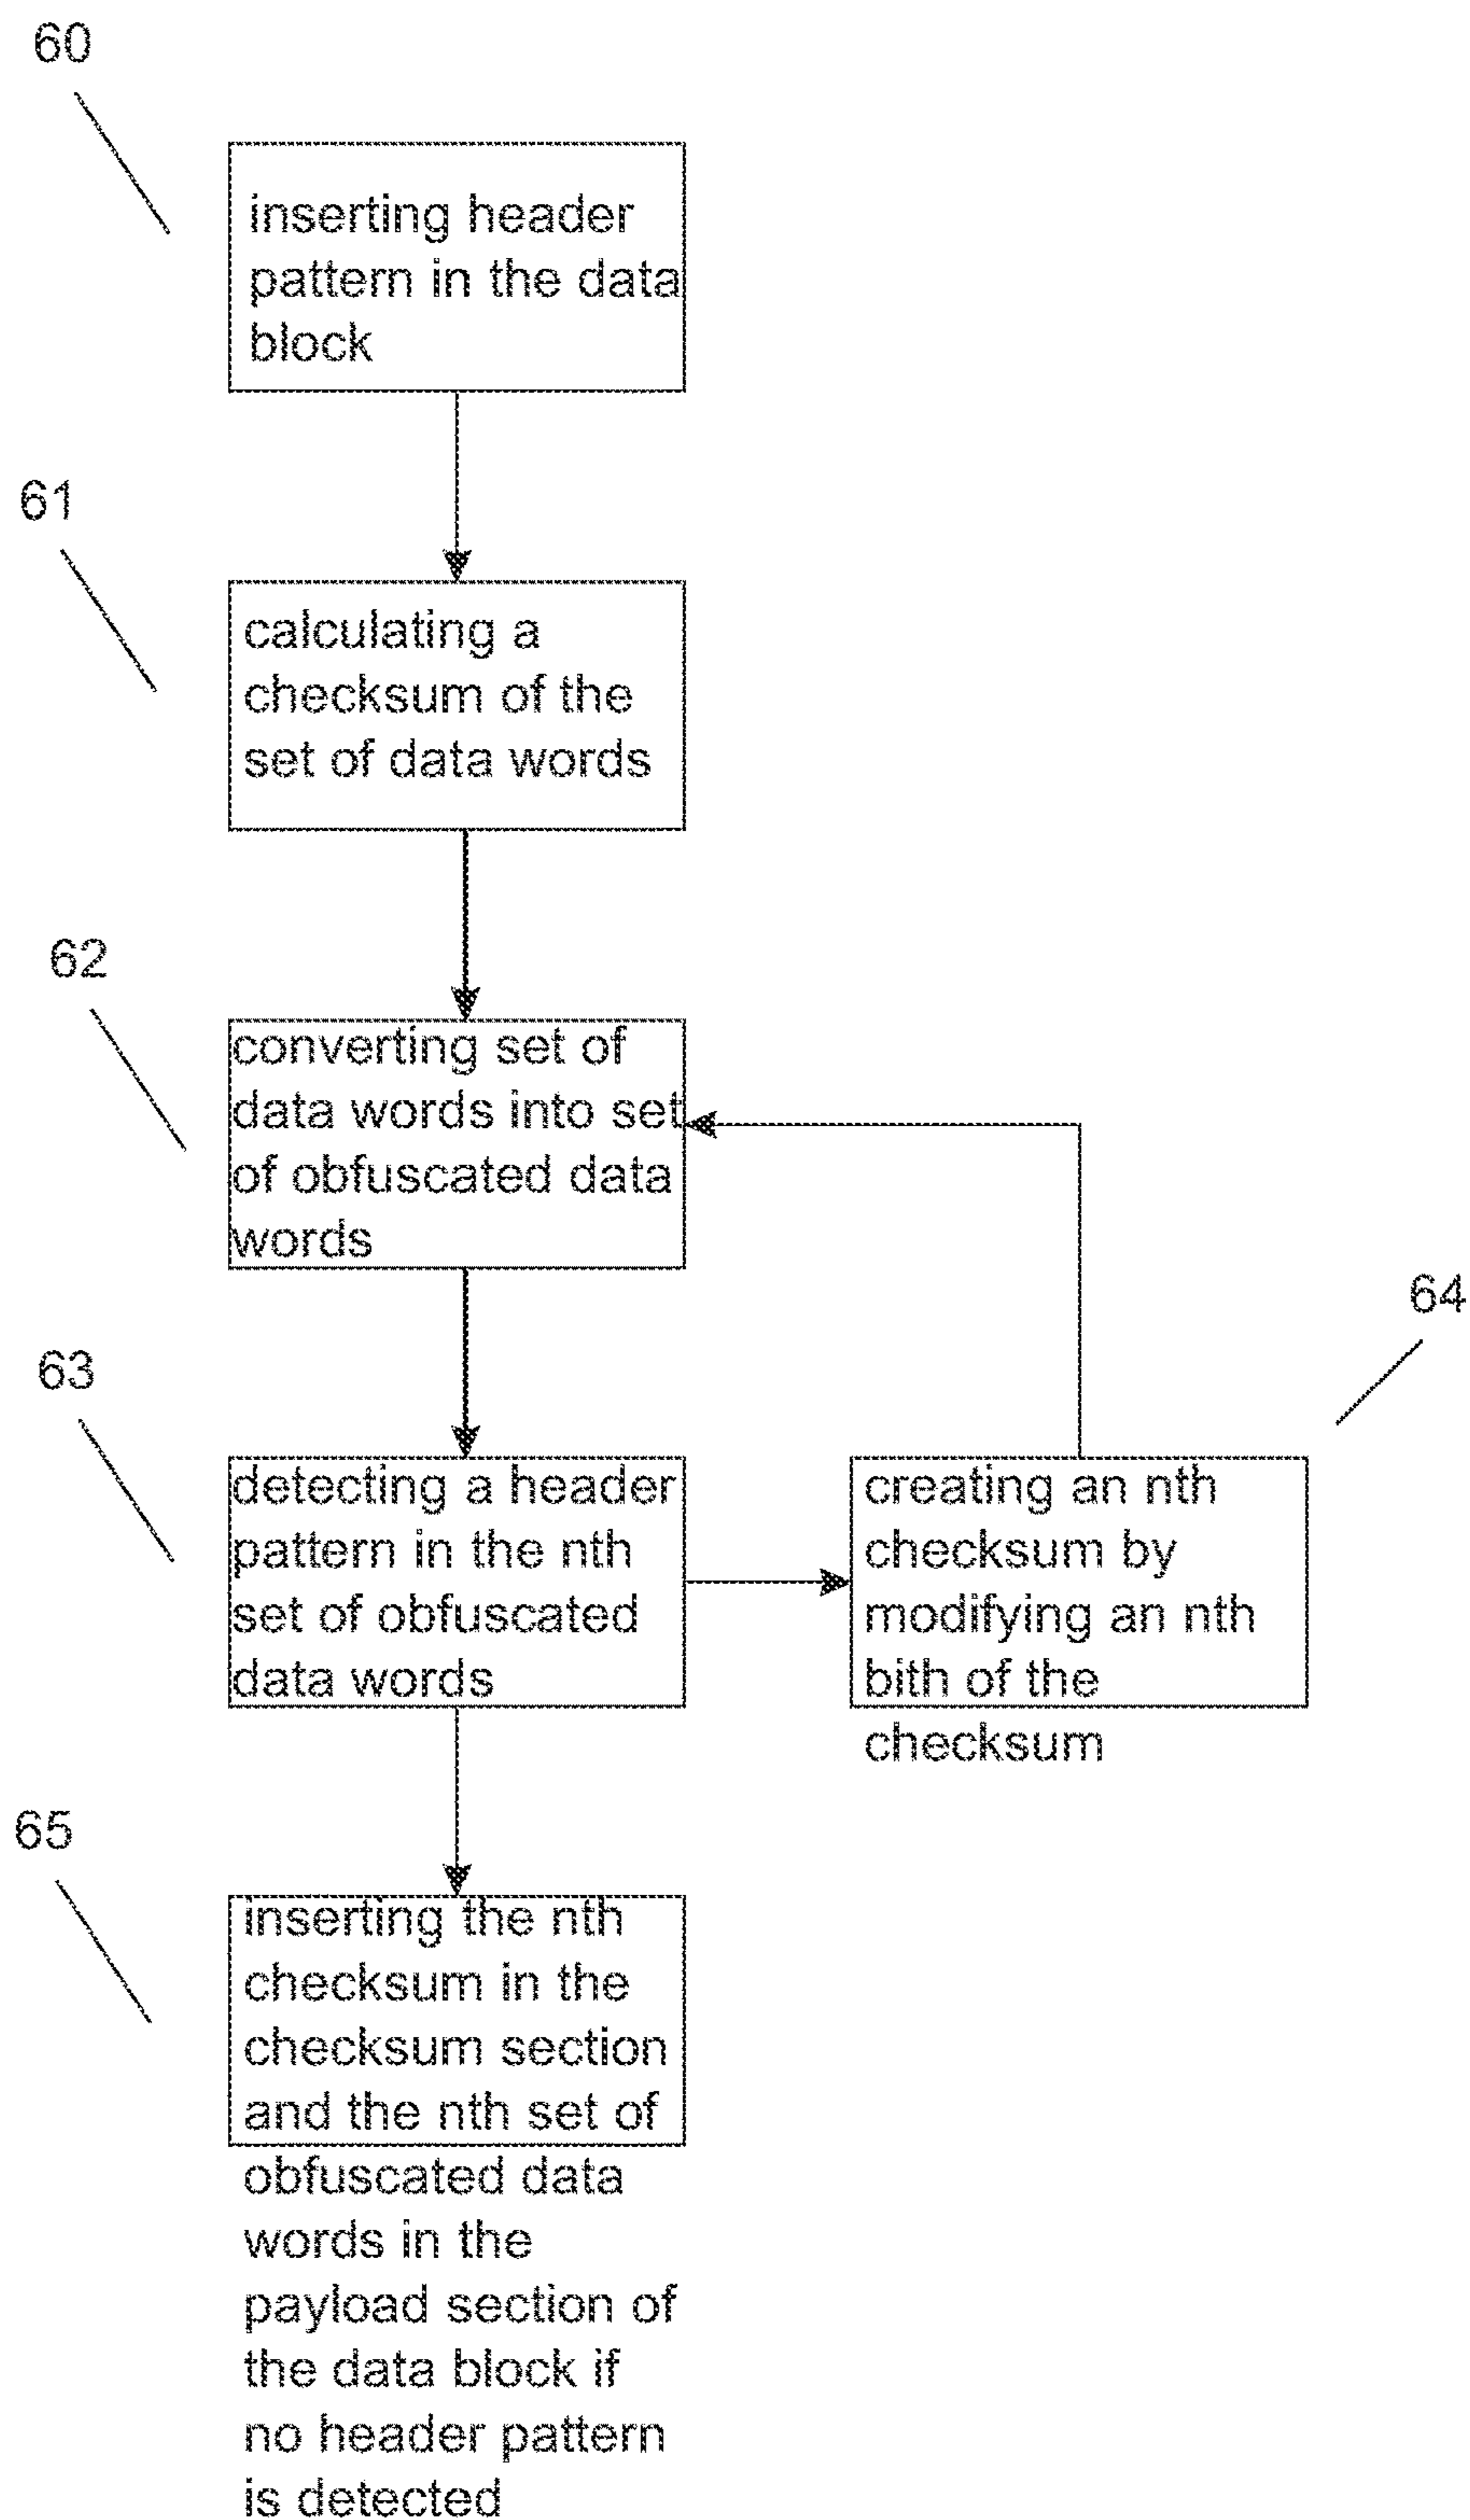 60
inserting header
pattern in the data
block
61
calculating a
checksum of the
set of data words
62
converting set of
data words into set
of obfuscated data
words
63
detecting a header
pattern in the nth
set of obfuscated
data words
64
creating an nth
checksum by
modifying an nth
bith of the
checksum
65
inserting the nth
checksum in the
checksum section
and the nth set of
obfuscated data
words in the
payload section of
the data block if
no header pattern
is detected